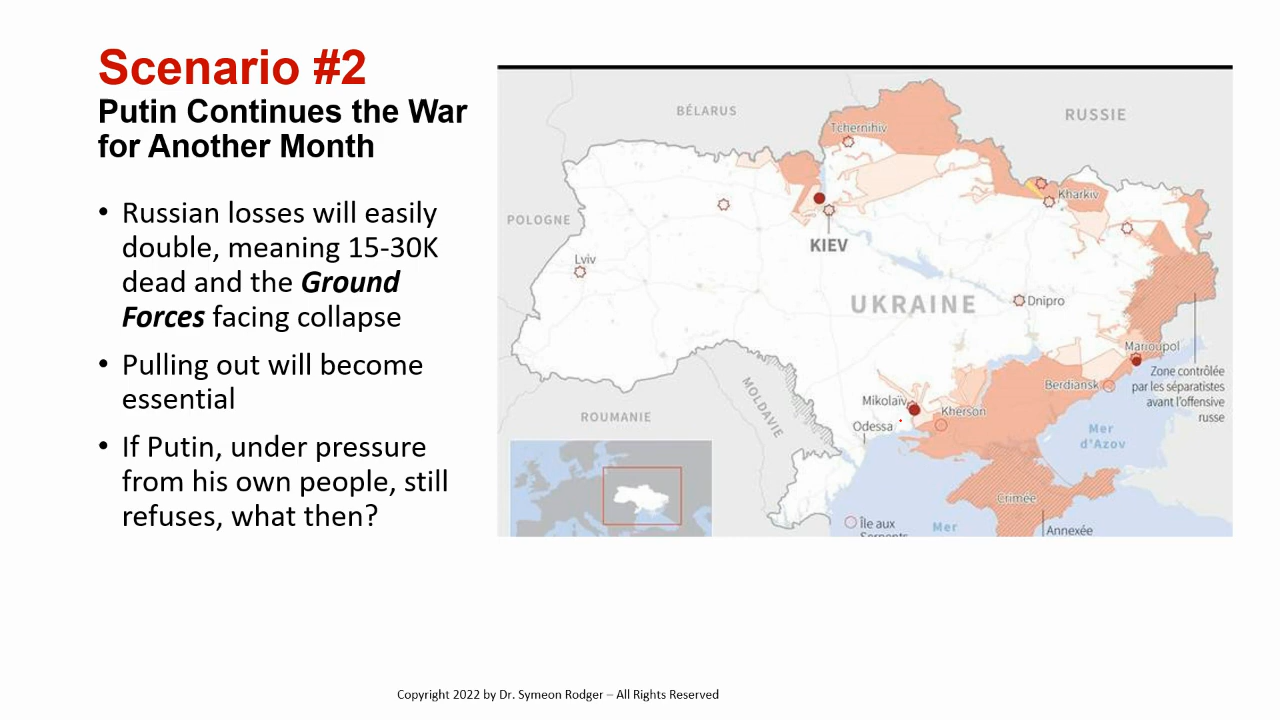 Scenario #2
Putin Continues the War
for Another Month
• Russian losses will easily
double, meaning 15-30K
dead and the Ground
Forces facing collapse
• Pulling out will become
essential
• If Putin, under pressure
from his own people, still
refuses, what then?
BÉLARUS
RUSSIE
Tchernihiv
Kharkiv
POLOGNE
KIEV
Lviv
UKRAINE
Dnipro
Marioupol
Zone contrôlée
par les séparatistes
avant l'offensive
russe
Berdiansk
MOLDAVIE
Mikolaïv
Kherson
ROUMANIE
Odessa
Mer
d'Azov
Crimée
Île aux
Serpents
Mer
Annexée
Copyright 2022 by Dr. Symeon Rodger – All Rights Reserved